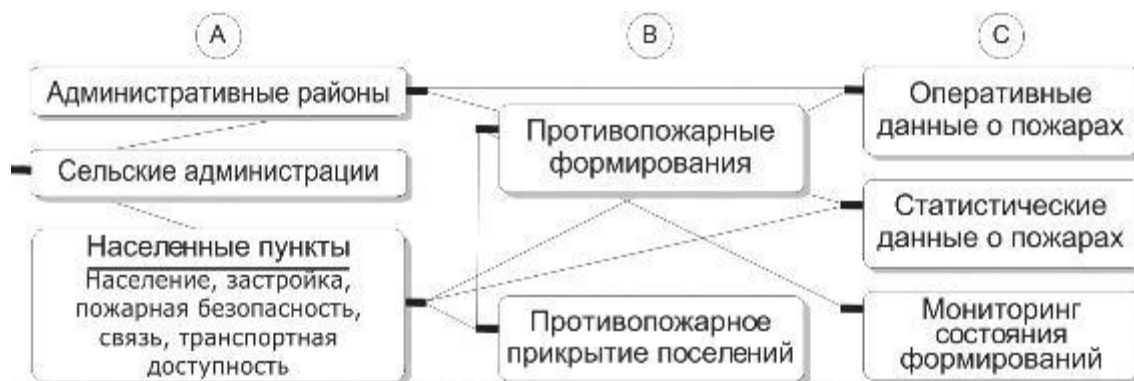 A
B
C
Административные районы
Сельские администрации
Населенные пункты
Население, застройка,
пожарная безопасность,
связь, транспортная
доступность
Противопожарные
формирования
Противопожарное
прикрытие поселений
Оперативные
данные о пожарах
Статистические
данные о пожарах
Мониторинг
состояния
формирований